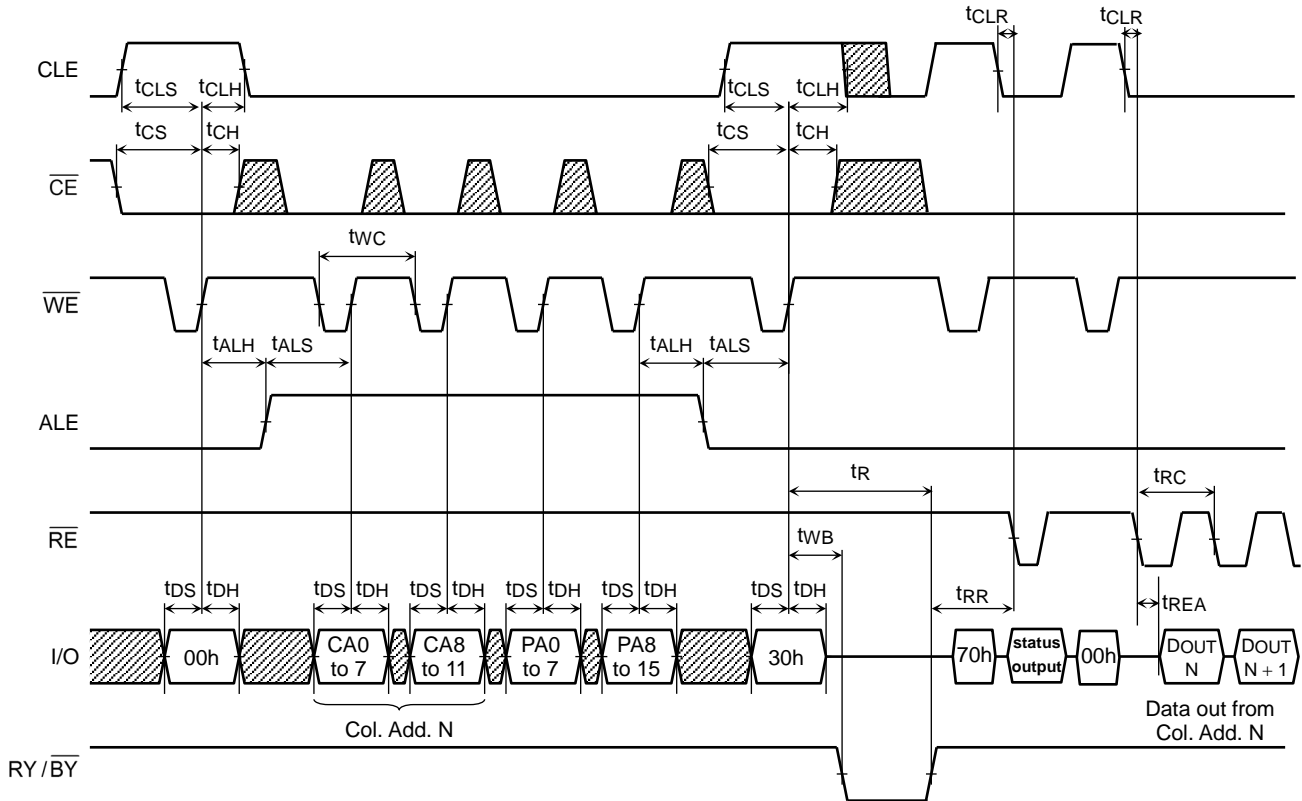 tCLR tCLR
CLE
tCLS tCLH tCLS tCLH
tCS tCH tCS tCH
CE
tWC
WE
tALH tALS tALH tALS
ALE
tR tRC
RE
tWB
tDS tDH tDS tDH tDS tDH tDS tDH tDS tDH tDS tDH tRR tREA
I/O
00h
CA0 to 7
CA8 to 11
PA0 to 7
PA8 to 15
30h
70h
status output
00h
DOUT N
DOUT N + 1
Col. Add. N
Data out from
Col. Add. N
RY / BY